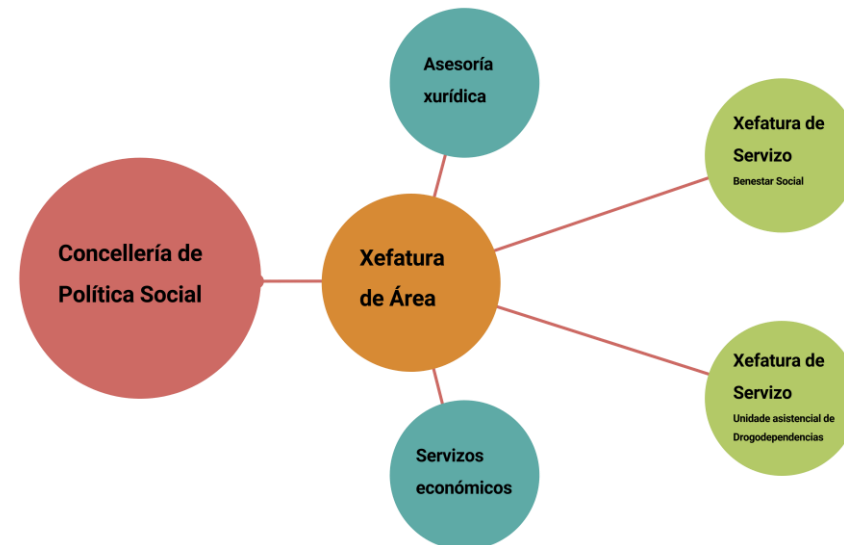 Asesoría
xurídica
Xefatura de
Servizo
Benestar Social
Concellería de
Política Social
Xefatura
de Área
Xefatura de
Servizo
Unidade asistencial de
Drogodependencias
Servizos
económicos